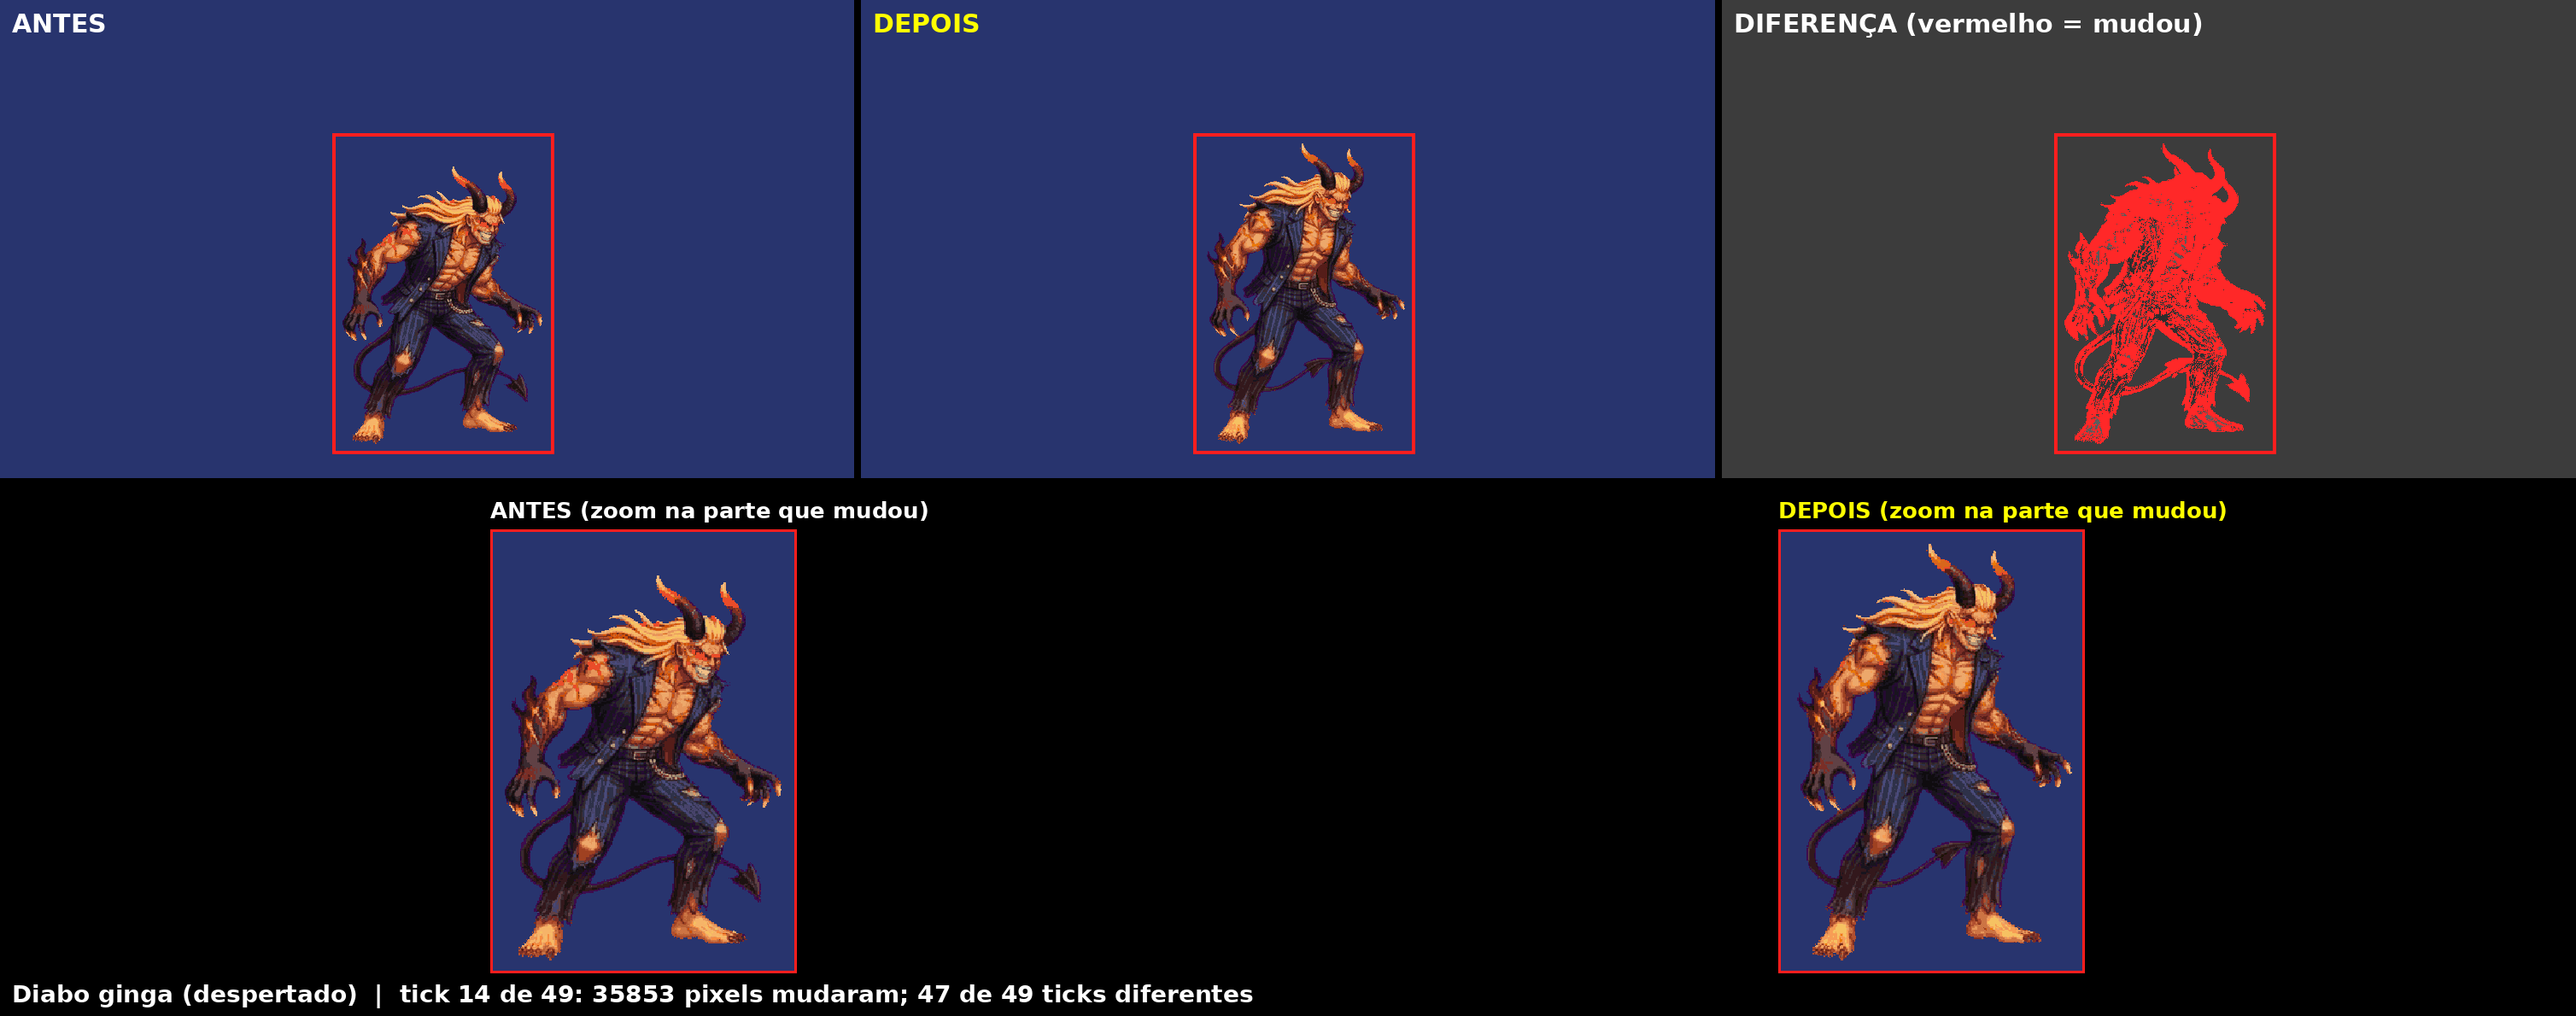 ANTES
DEPOIS
DIFERENÇA (vermelho = mudou)
ANTES (zoom na parte que mudou)
DEPOIS (zoom na parte que mudou)
Diabo ginga (despertado)  |  tick 14 de 49: 35853 pixels mudaram; 47 de 49 ticks diferentes